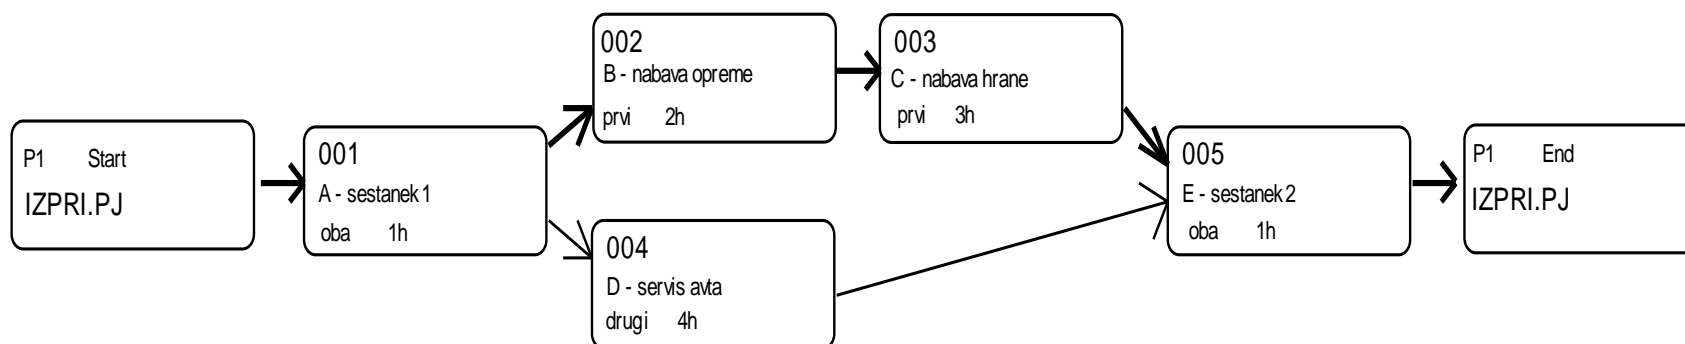 P1 Start
IZPRI.PJ
001
A - sestanek 1
oba 1h
002
B - nabava opreme
prvi 2h
003
C - nabava hrane
prvi 3h
004
D - servis avta
drugi 4h
005
E - sestanek 2
oba 1h
P1 End
IZPRI.PJ